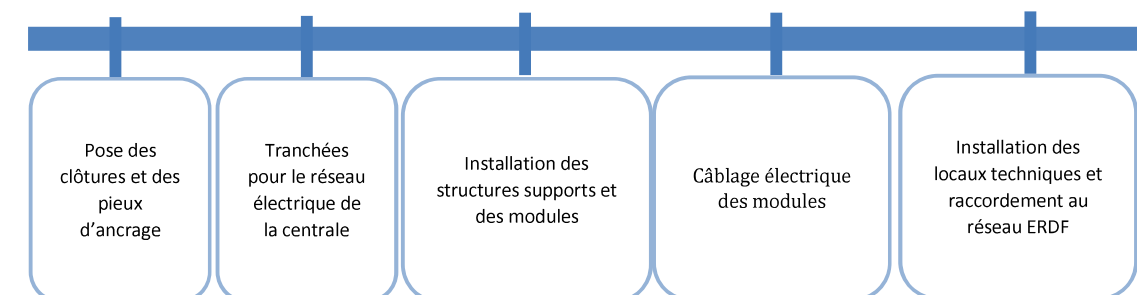 Pose des
clôtures et des
pieux
d’ancrage
Tranchées
pour le réseau
électrique de
la centrale
Installation des
structures supports et
des modules
Câblage électrique
des modules
Installation des
locaux techniques et
raccordement au
réseau ERDF